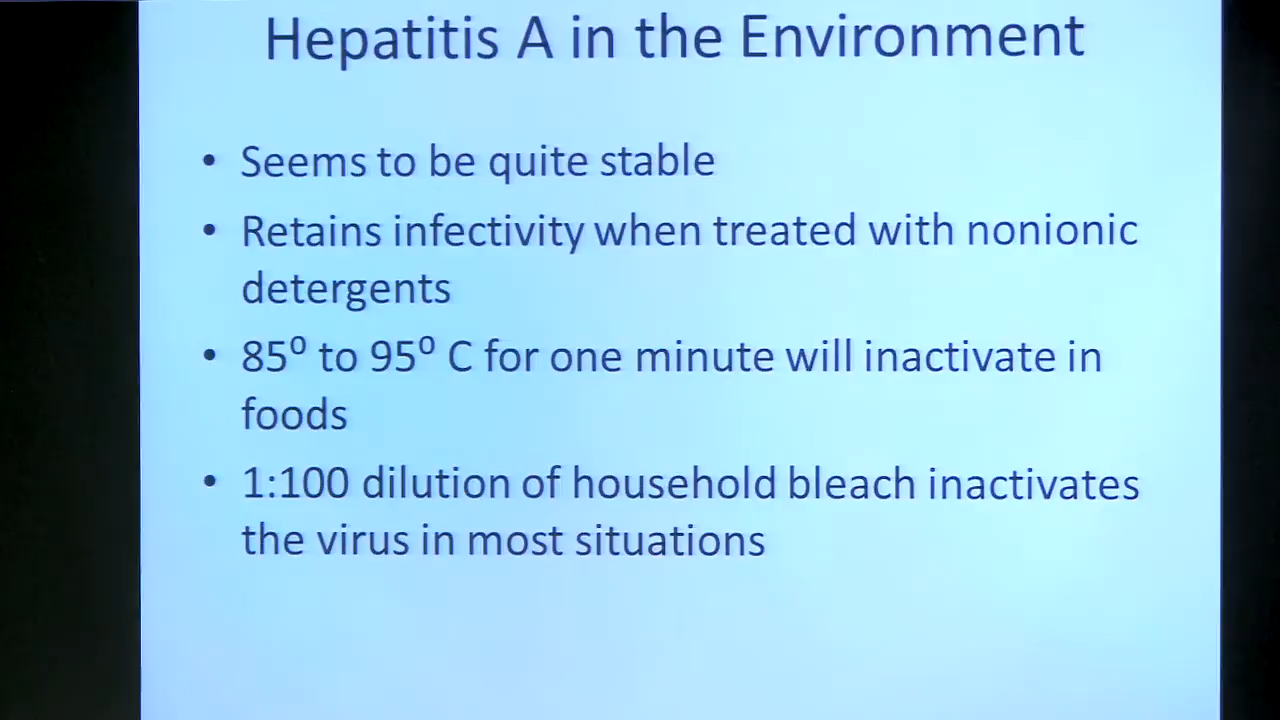 Hepatitis A in the Environment
• Seems to be quite stable
• Retains infectivity when treated with nonionic
detergents
• 85⁰ to 95⁰ C for one minute will inactivate in
foods
• 1:100 dilution of household bleach inactivates
the virus in most situations